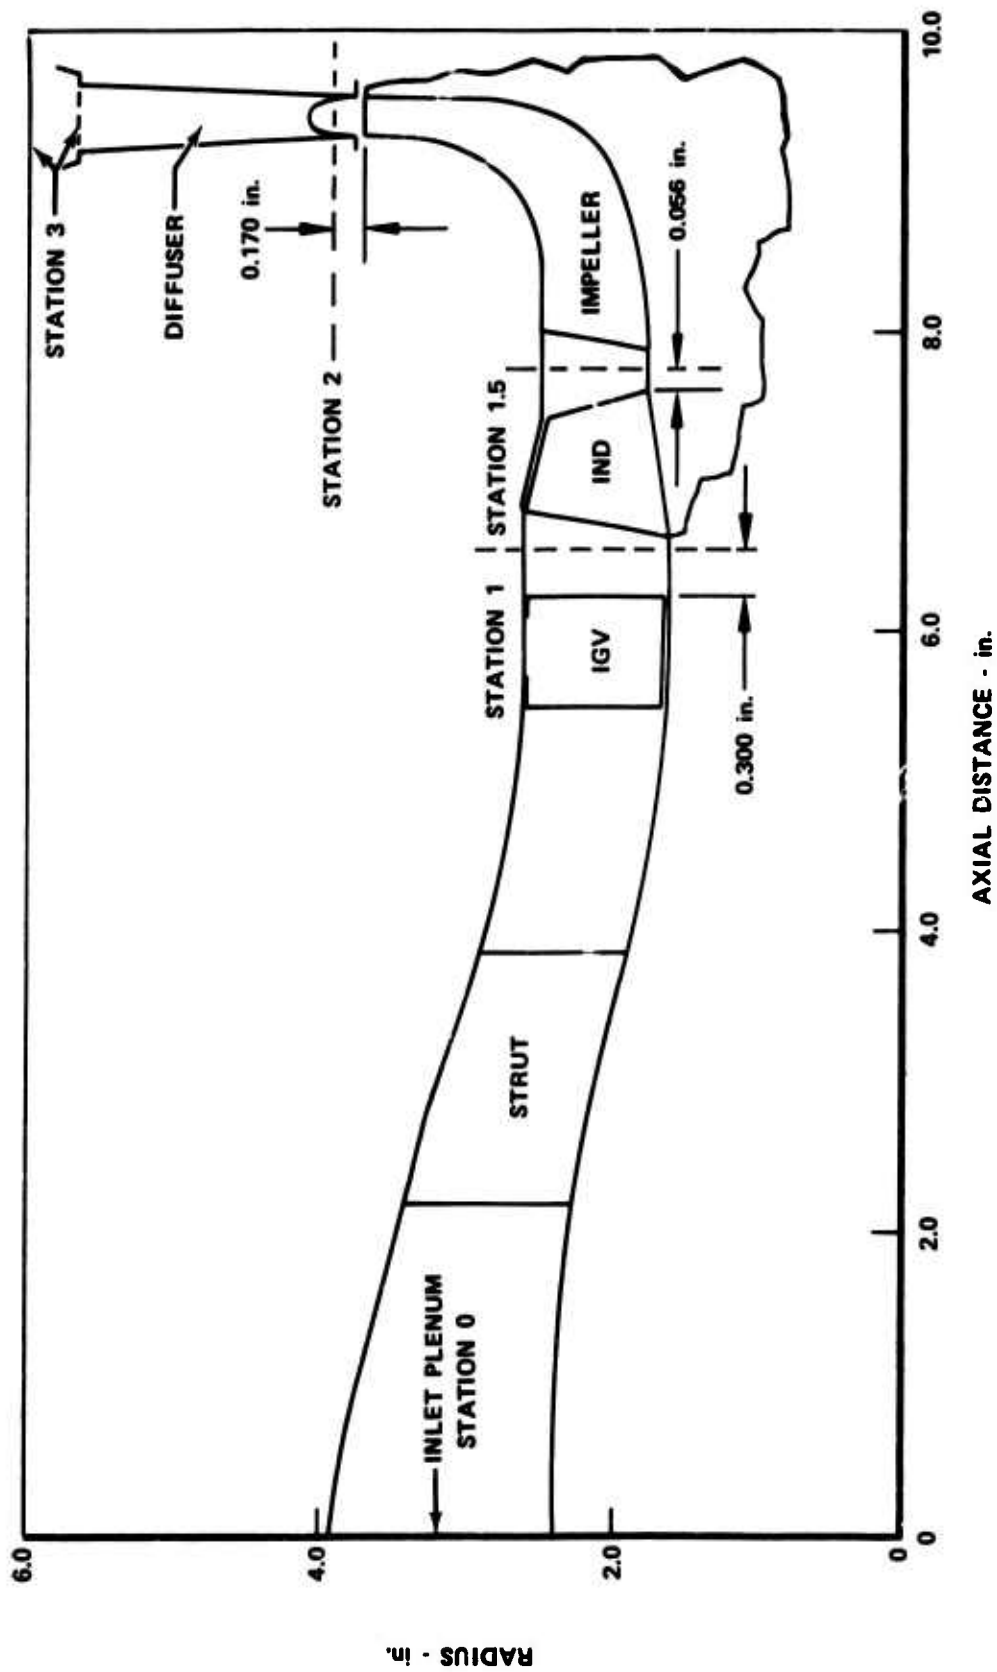 STATION 3
DIFFUSER
0.170 in.
STATION 2
STATION 1.5
STATION 1
IMPELLER
0.056 in.
IND
IGV
0.300 in.
STRUT
INLET PLENUM
STATION 0
6.0
4.0
2.0
0
RADIUS - in.
0
2.0
4.0
6.0
8.0
10.0
AXIAL DISTANCE - in.